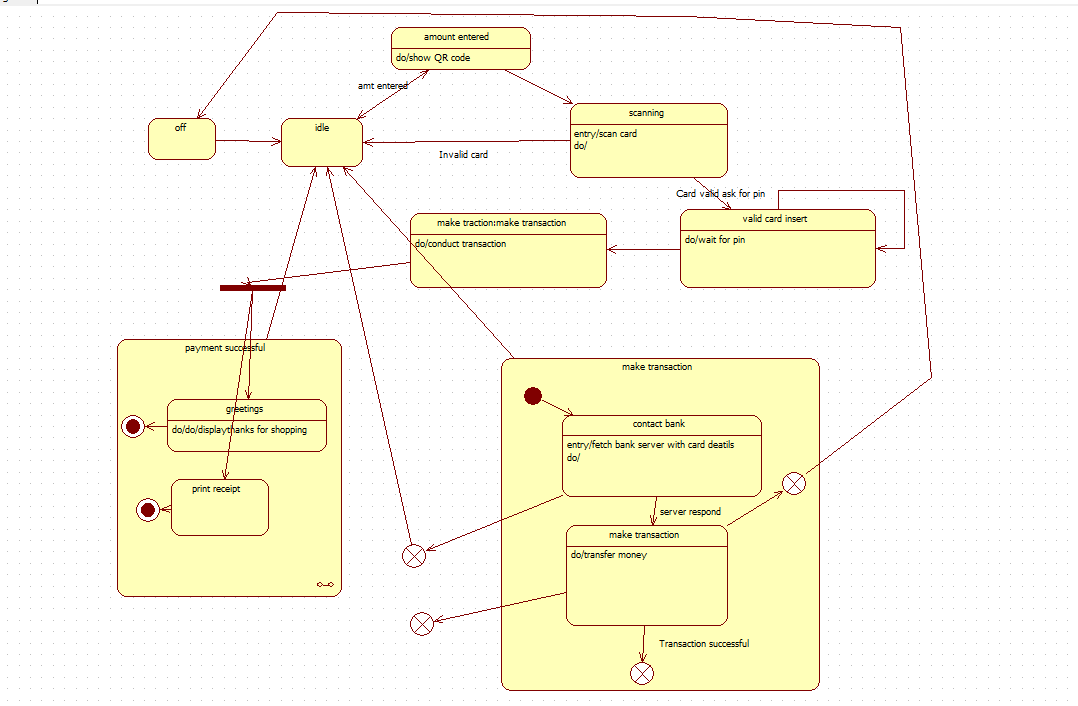 amount entered
do/show QR code
amt entered
off
idle
scanning
entry/scan card
do/
Invalid card
Card valid ask for pin
valid card insert
do/wait for pin
make traction:make transaction
do/conduct transaction
payment successful
greetings
do/do/displaythanks for shopping
print receipt
make transaction
contact bank
entry/fetch bank server with card deatils
do/
server respond
make transaction
do/transfer money
Transaction successful